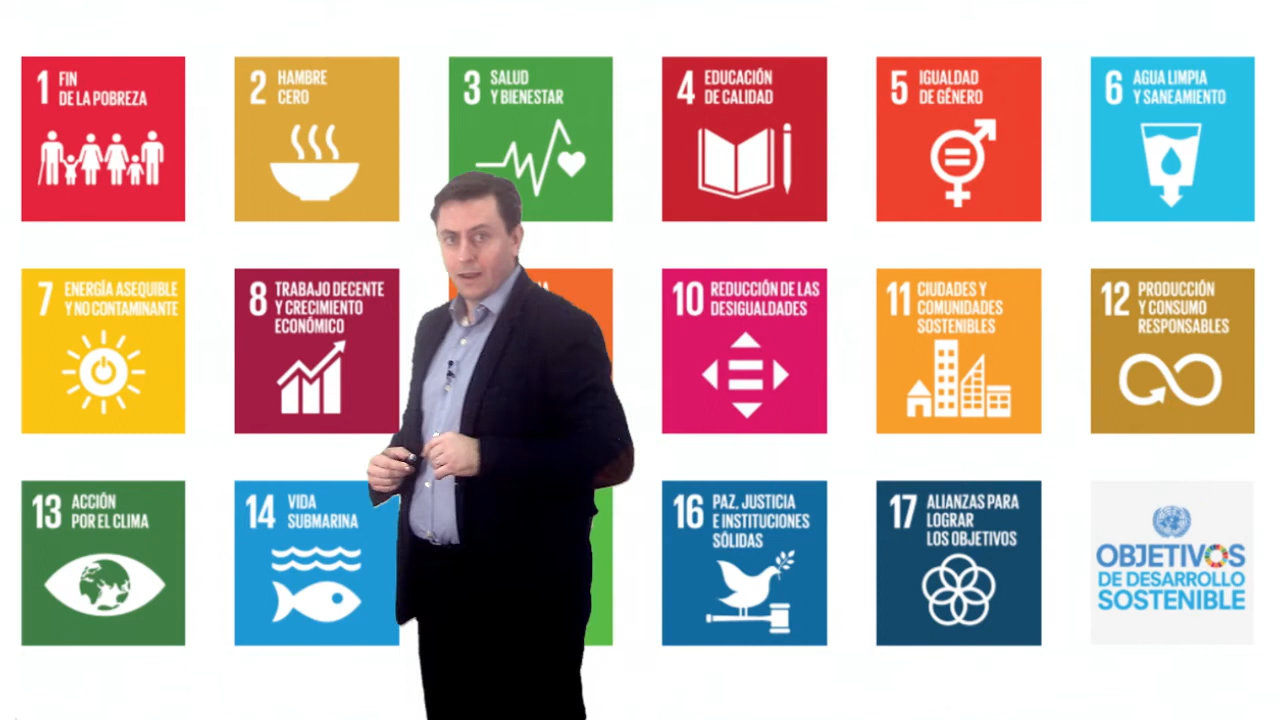 1 FIN
DE LA POBREZA
2 HAMBRE
CERO
3 SALUD
Y BIENESTAR
4 EDUCACIÓN
DE CALIDAD
5 IGUALDAD
DE GÉNERO
6 AGUA LIMPIA
Y SANEAMIENTO
7 ENERGÍA ASEQUIBLE
Y NO CONTAMINANTE
8 TRABAJO DECENTE
Y CRECIMIENTO
ECONÓMICO
10 REDUCCIÓN DE LAS
DESIGUALDADES
11 CIUDADES Y
COMUNIDADES
SOSTENIBLES
12 PRODUCCIÓN
Y CONSUMO
RESPONSABLES
13 ACCIÓN
POR EL CLIMA
14 VIDA
SUBMARINA
16 PAZ, JUSTICIA
E INSTITUCIONES
SÓLIDAS
17 ALIANZAS PARA
LOGRAR
LOS OBJETIVOS
OBJETIVOS
DE DESARROLLO
SOSTENIBLE